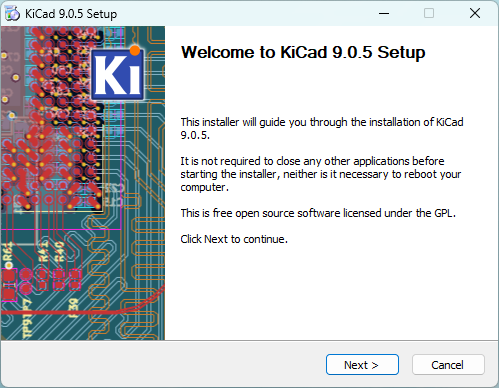 KiCad 9.0.5 Setup
Ki
Welcome to KiCad 9.0.5 Setup
This installer will guide you through the installation of KiCad
9.0.5.
It is not required to close any other applications before
starting the installer, neither is it necessary to reboot your
computer.
This is free open source software licensed under the GPL.
Click Next to continue.
R41
R40
R39
Next >
Cancel